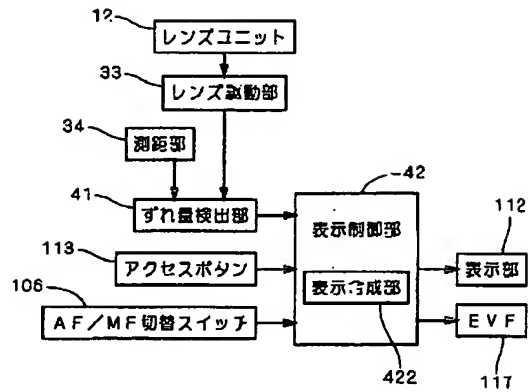 12
レンズユニット
33
レンズ駆動部
34
測距部
41
ずれ量検出部
42
表示制御部
112
表示部
113
アクセスボタン
表示合成部
106
AF/MF切替スイッチ
422
EVF
117